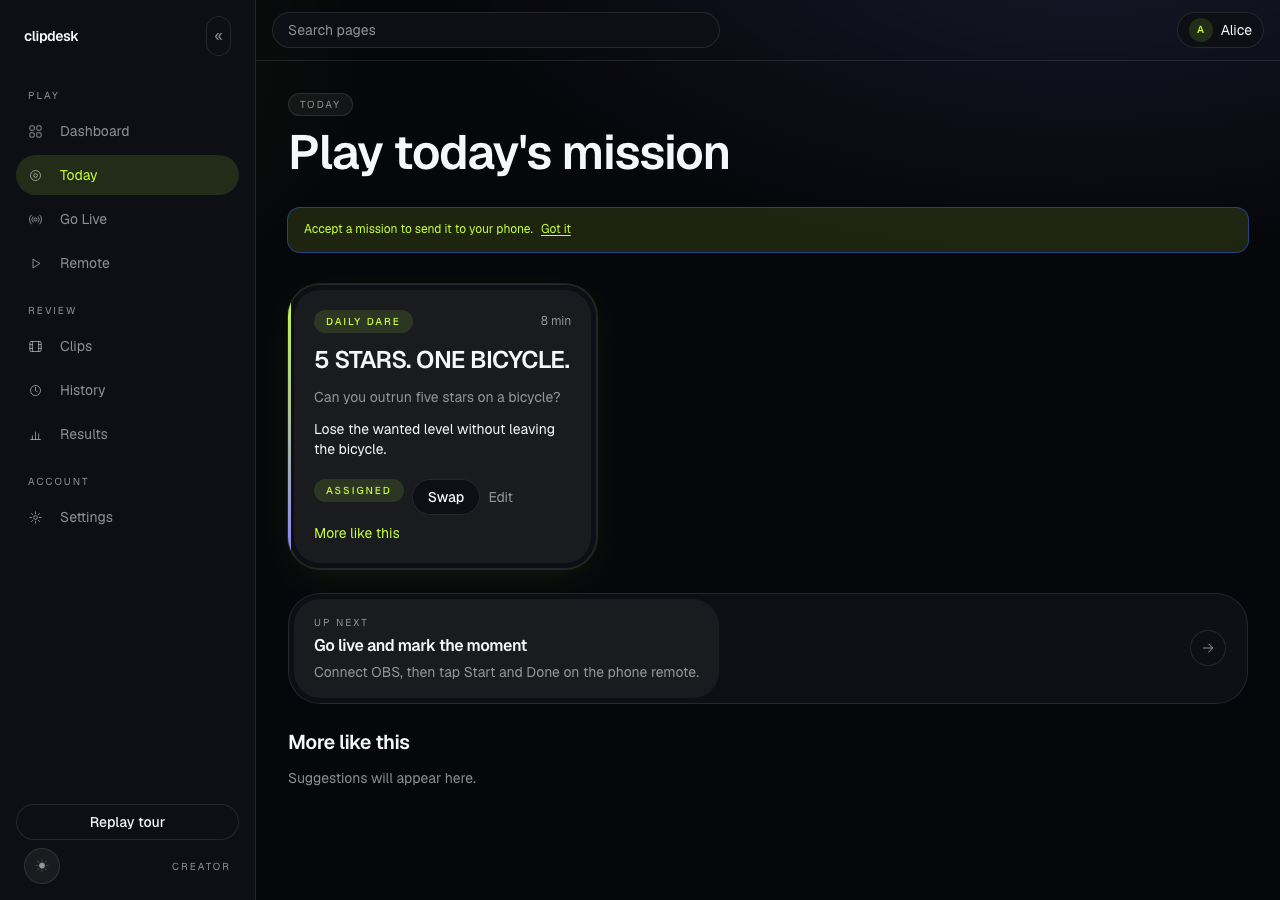 clipdesk
«
Search pages
A
Alice
PLAY
Dashboard
Today
Go Live
Remote
REVIEW
Clips
History
Results
ACCOUNT
Settings
Replay tour
CREATOR
TODAY
Play today's mission
Accept a mission to send it to your phone. Got it
DAILY DARE
8 min
5 STARS. ONE BICYCLE.
Can you outrun five stars on a bicycle?
Lose the wanted level without leaving
the bicycle.
ASSIGNED
Swap
Edit
More like this
UP NEXT
Go live and mark the moment
Connect OBS, then tap Start and Done on the phone remote.
More like this
Suggestions will appear here.